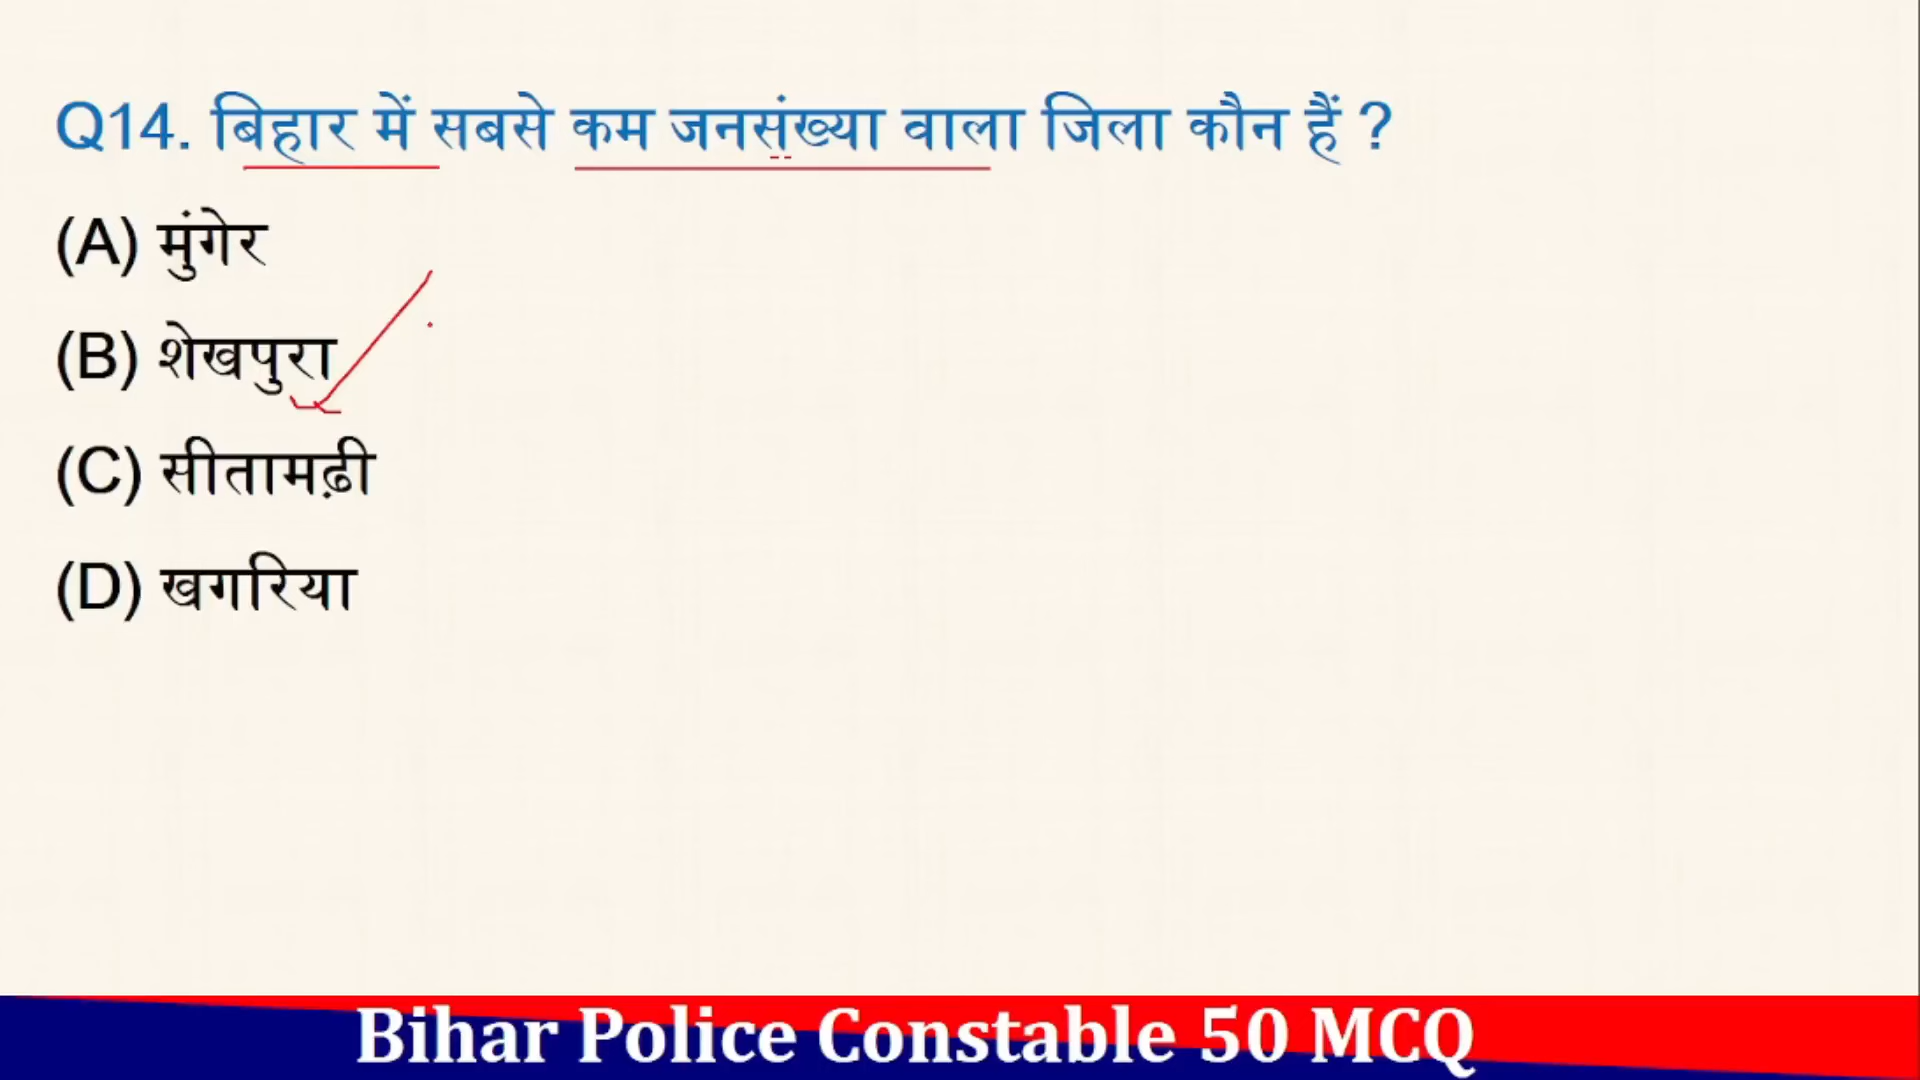 Q14. बिहार में सबसे कम जनसंख्या वाला जिला कौन हैं ?
(A) मुंगेर
(B) शेखपुरा
(C) सीतामढ़ी
(D) खगरिया
Bihar Police Constable 50 MCQ